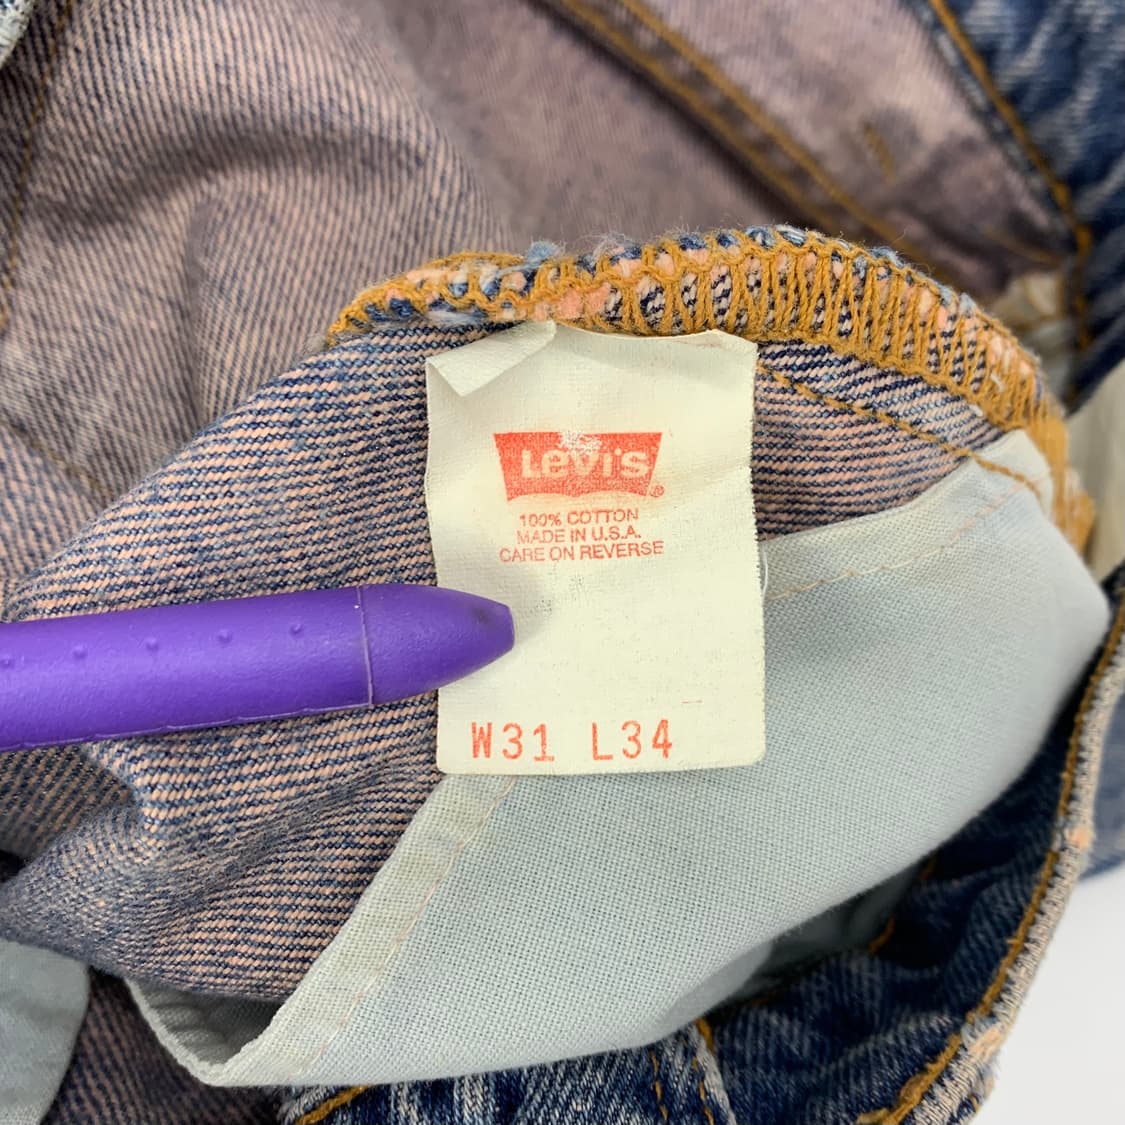 Levi's®
100% COTTON
MADE IN U.S.A.
CARE ON REVERSE
W31 L34